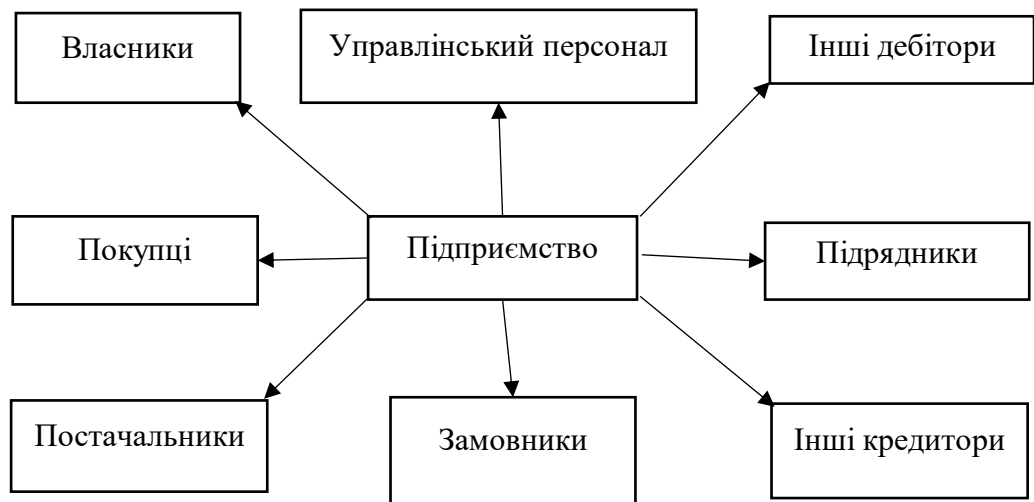 Власники
Управлінський персонал
Інші дебітори
Покупці
Підприємство
Підрядники
Постачальники
Замовники
Інші кредитори